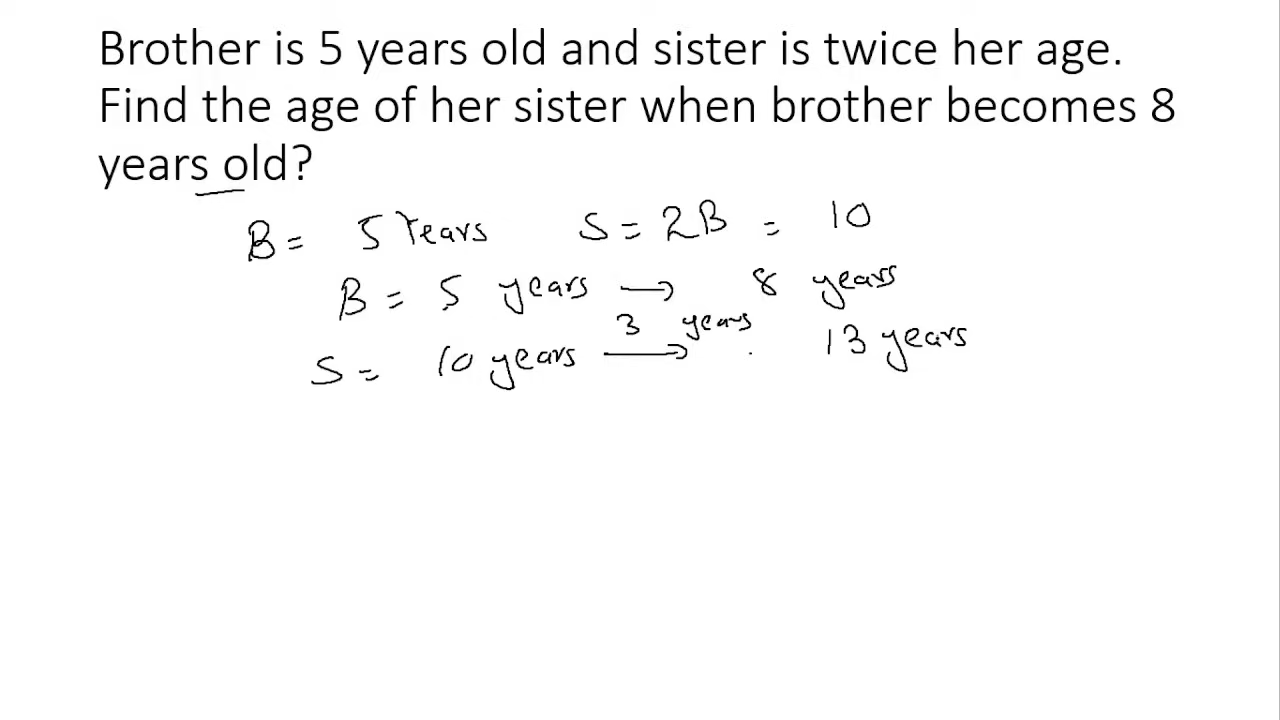 Brother is 5 years old and sister is twice her age.
Find the age of her sister when brother becomes 8
years old?
B = 5 Years S = 2B = 10
B = 5 years → 8 years
3 years
S = 10 years → 13 years